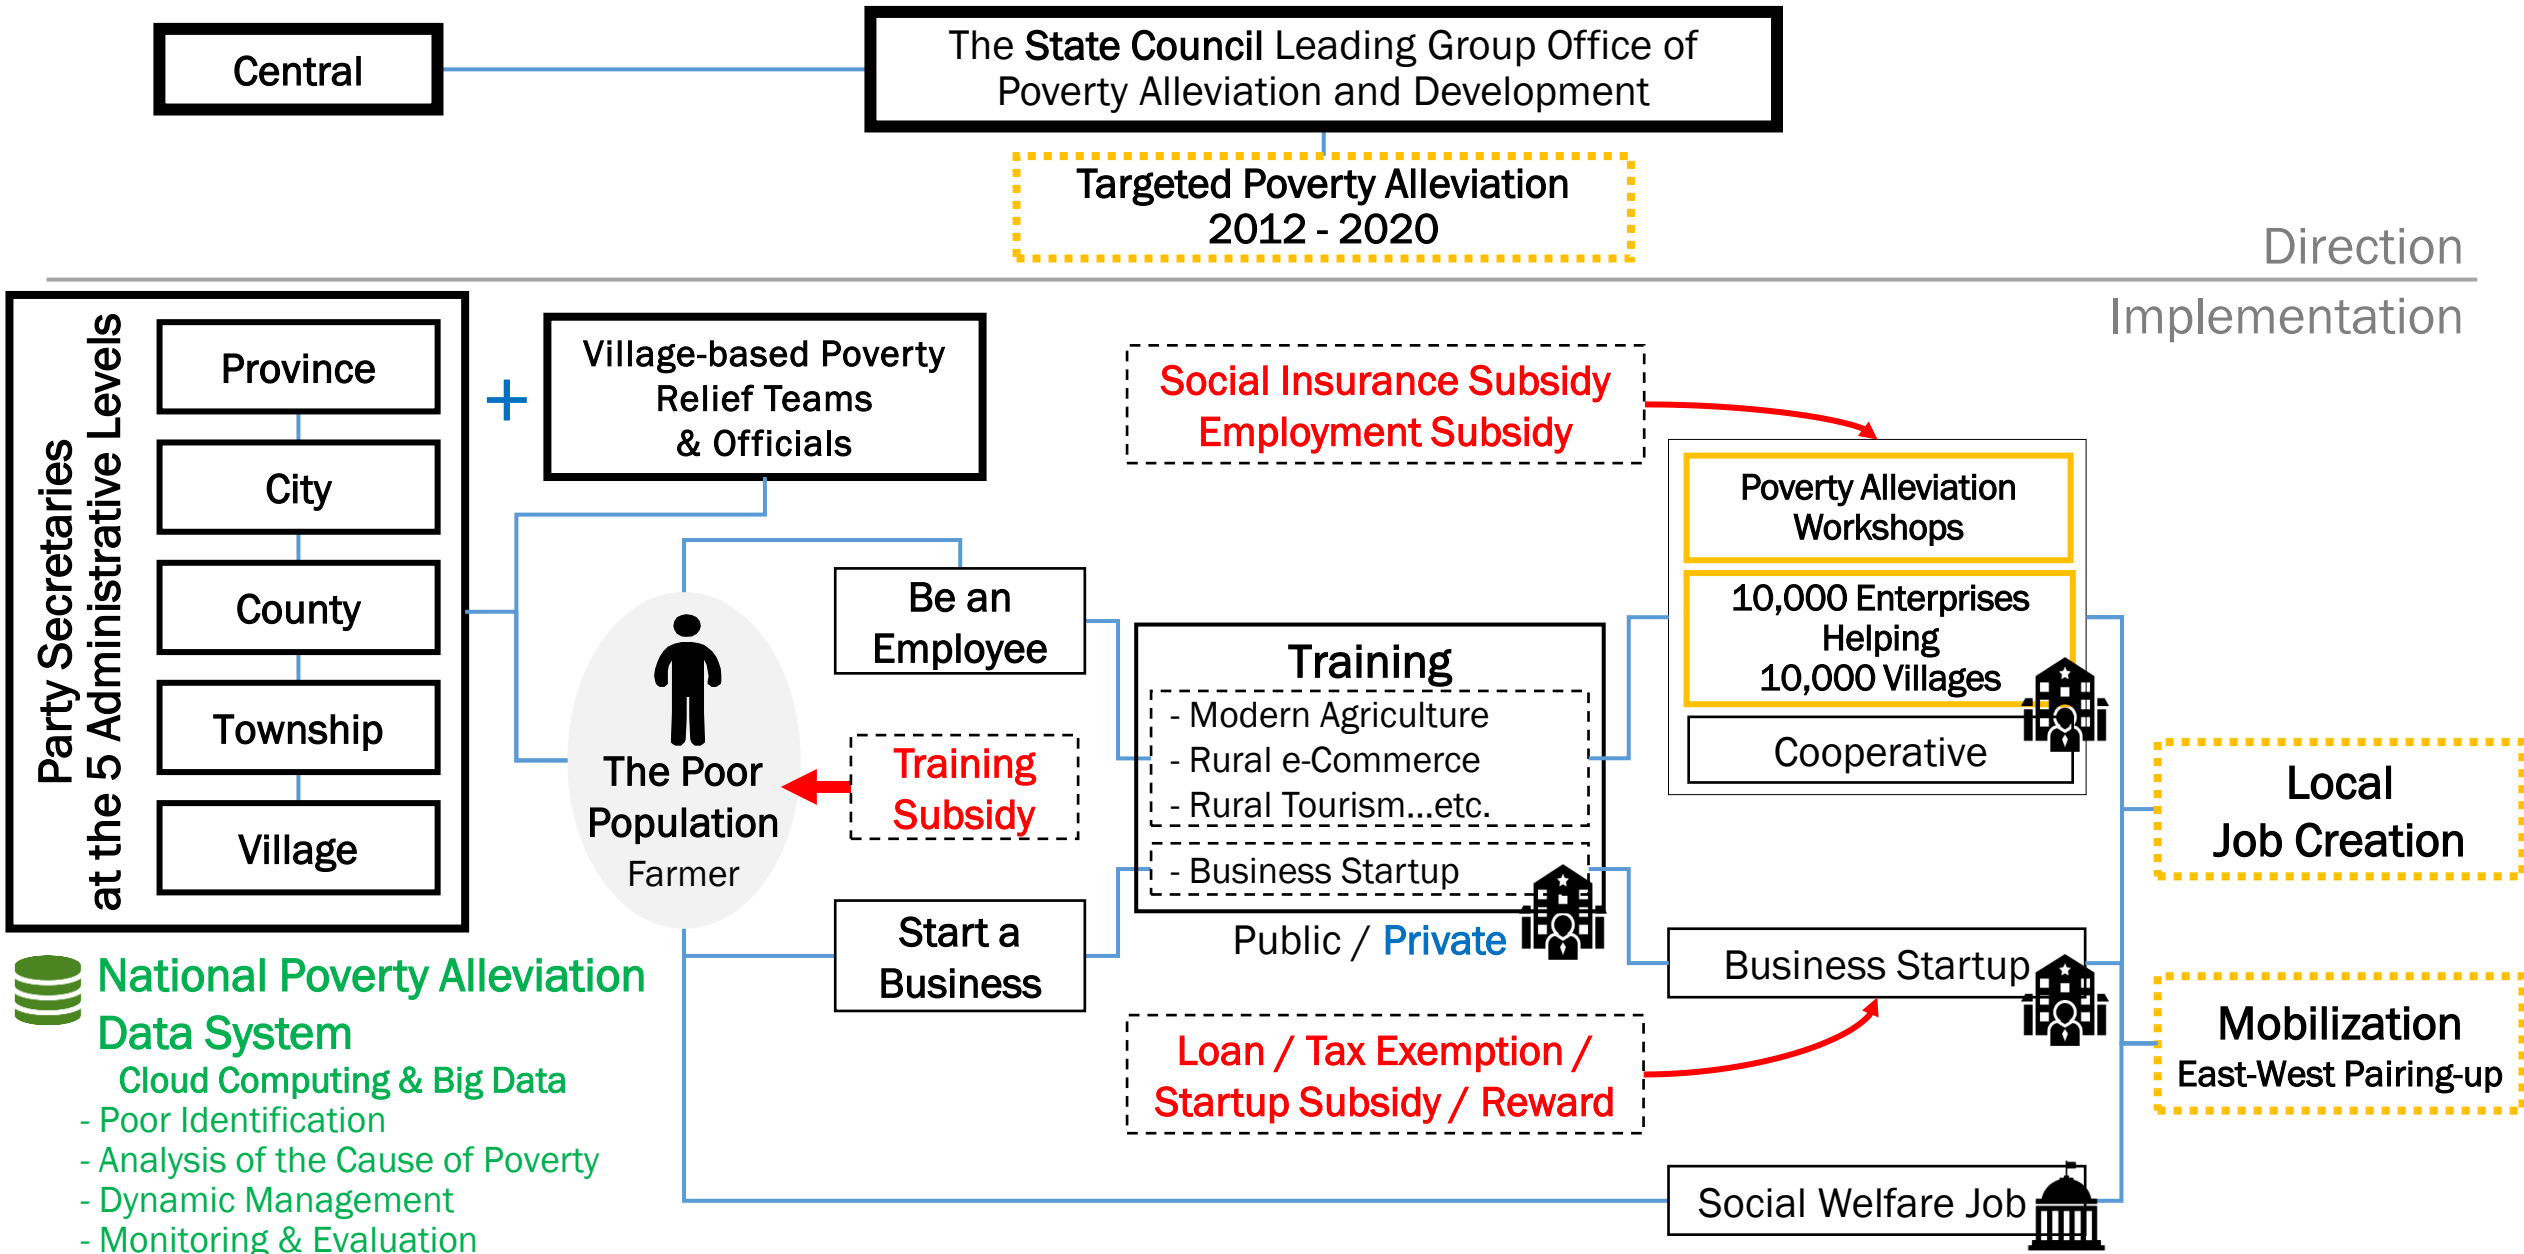 Central
The State Council Leading Group Office of
Poverty Alleviation and Development
Targeted Poverty Alleviation
2012 - 2020
Direction
Implementation
Party Secretaries
at the 5 Administrative Levels
Province
City
County
Township
Village
+
Village-based Poverty
Relief Teams
& Officials
Social Insurance Subsidy
Employment Subsidy
Poverty Alleviation
Workshops
10,000 Enterprises
Helping
10,000 Villages
Cooperative
Be an
Employee
The Poor
Population
Farmer
Training
Subsidy
Start a
Business
Training
- Modern Agriculture
- Rural e-Commerce
- Rural Tourism...etc.
- Business Startup
Public / Private
Local
Job Creation
Business Startup
Mobilization
East-West Pairing-up
Loan / Tax Exemption /
Startup Subsidy / Reward
Social Welfare Job
National Poverty Alleviation
Data System
Cloud Computing & Big Data
- Poor Identification
- Analysis of the Cause of Poverty
- Dynamic Management
- Monitoring & Evaluation